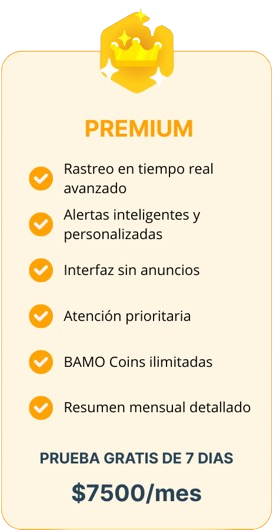 PREMIUM
Rastreo en tiempo real
avanzado
Alertas inteligentes y
personalizadas
Interfaz sin anuncios
Atención prioritaria
BAMO Coins ilimitadas
Resumen mensual detallado
PRUEBA GRATIS DE 7 DIAS
$7500/mes